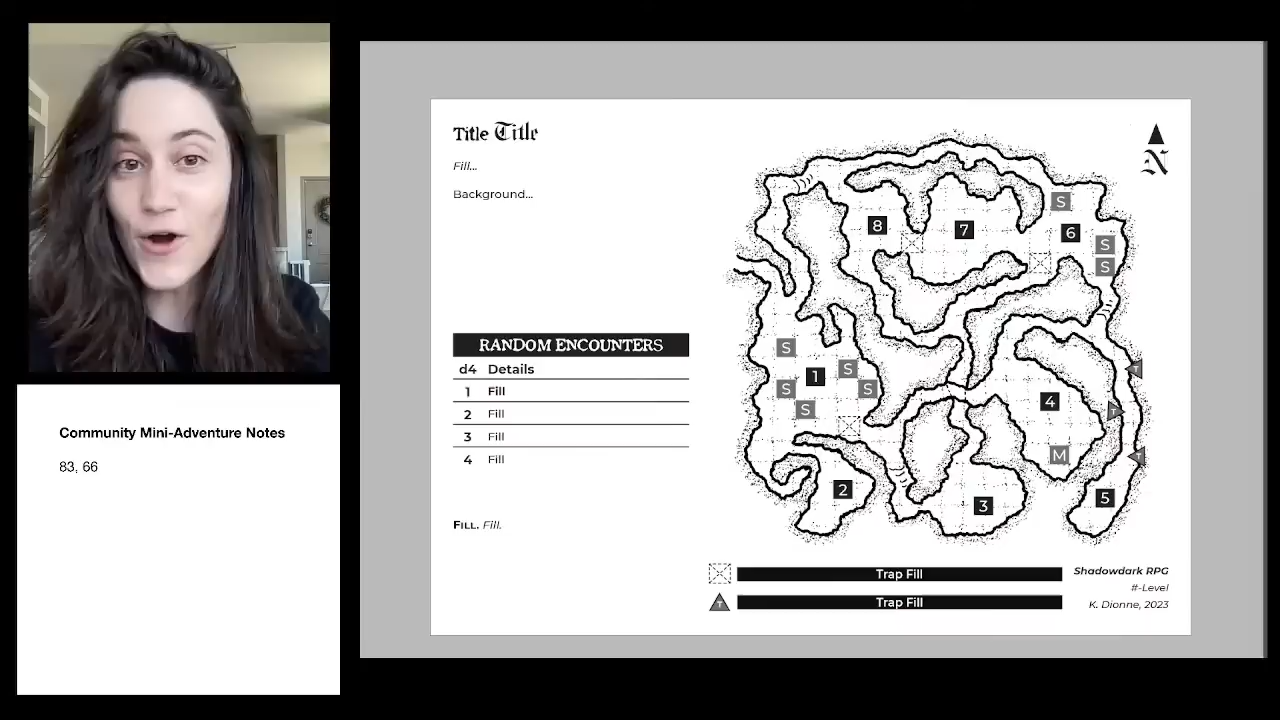 Community Mini-Adventure Notes
83, 66
Title Title
Fill...
Background...
RANDOM ENCOUNTERS
d4 Details
1 Fill
2 Fill
3 Fill
4 Fill
FILL. Fill.
N
S
8
7
6
S
S
S
1
S
S
S
S
4
M
2
3
5
T
T
T
Trap Fill
T
Trap Fill
Shadowdark RPG
#-Level
K. Dionne, 2023